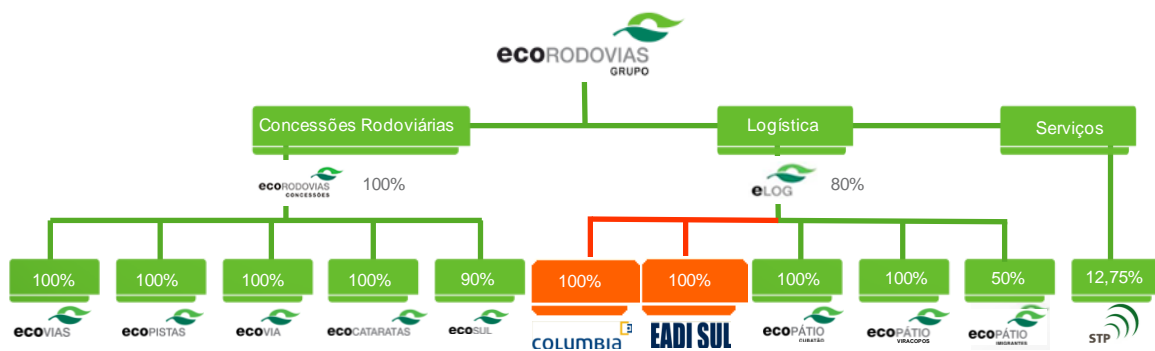 ecoRODOVIAS
GRUPO
Concessões Rodoviárias
Logística
Serviços
ecoRODOVIAS
CONCESSÕES
100%
eLOG
80%
100%
100%
100%
100%
90%
100%
100%
100%
100%
50%
12,75%
ecoVIAS
ecoPISTAS
ecoVIA
ecoCATARATAS
ecoSUL
COLUMBIA
EADI SUL
ecoPÁTIO
CUBATÃO
ecoPÁTIO
VIRACOPOS
ecoPÁTIO
IMIGRANTES
STP